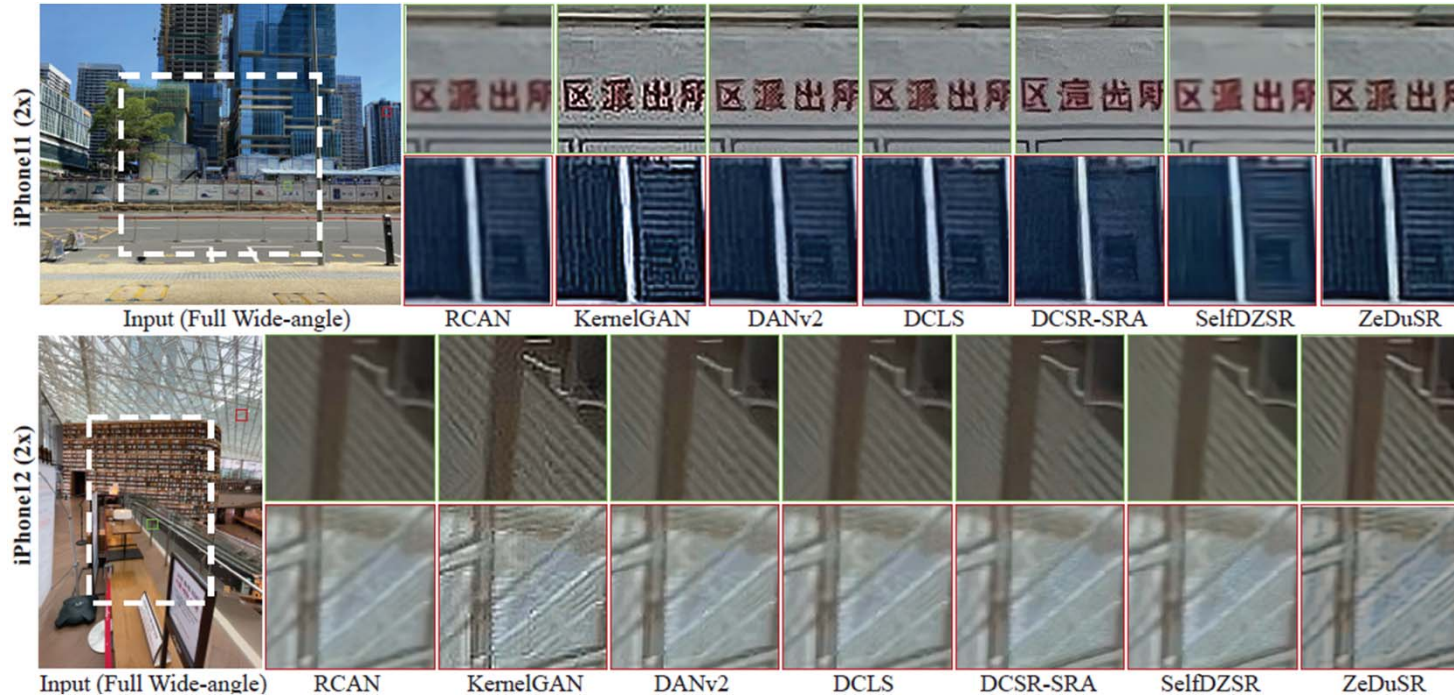 iPhone11 (2x)
区派出所
区派出所
区派出所
区派出所
区派出所
区派出所
Input (Full Wide-angle)
RCAN
KernelGAN
DANv2
DCLS
DCSR-SRA
SelfDZSR
ZeDuSR
iPhone12 (2x)
Input (Full Wide-angle)
RCAN
KernelGAN
DANv2
DCLS
DCSR-SRA
SelfDZSR
ZeDuSR